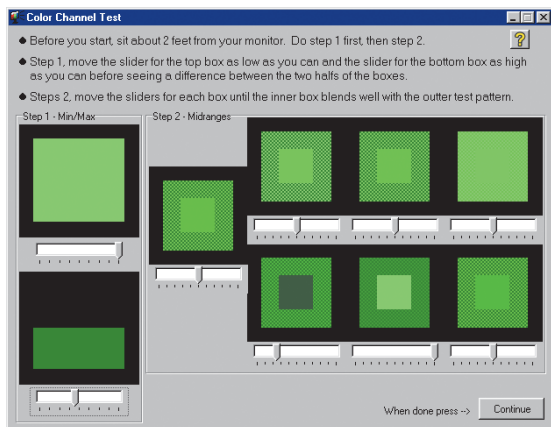 Color Channel Test
Before you start, sit about 2 feet from your monitor. Do step 1 first, then step 2.
Step 1, move the slider for the top box as low as you can and the slider for the bottom box as high
as you can before seeing a difference between the two halfs of the boxes.
Steps 2, move the sliders for each box until the inner box blends well with the outter test pattern.
Step 1 - Min/Max
Step 2 - Midranges
When done press -->
Continue